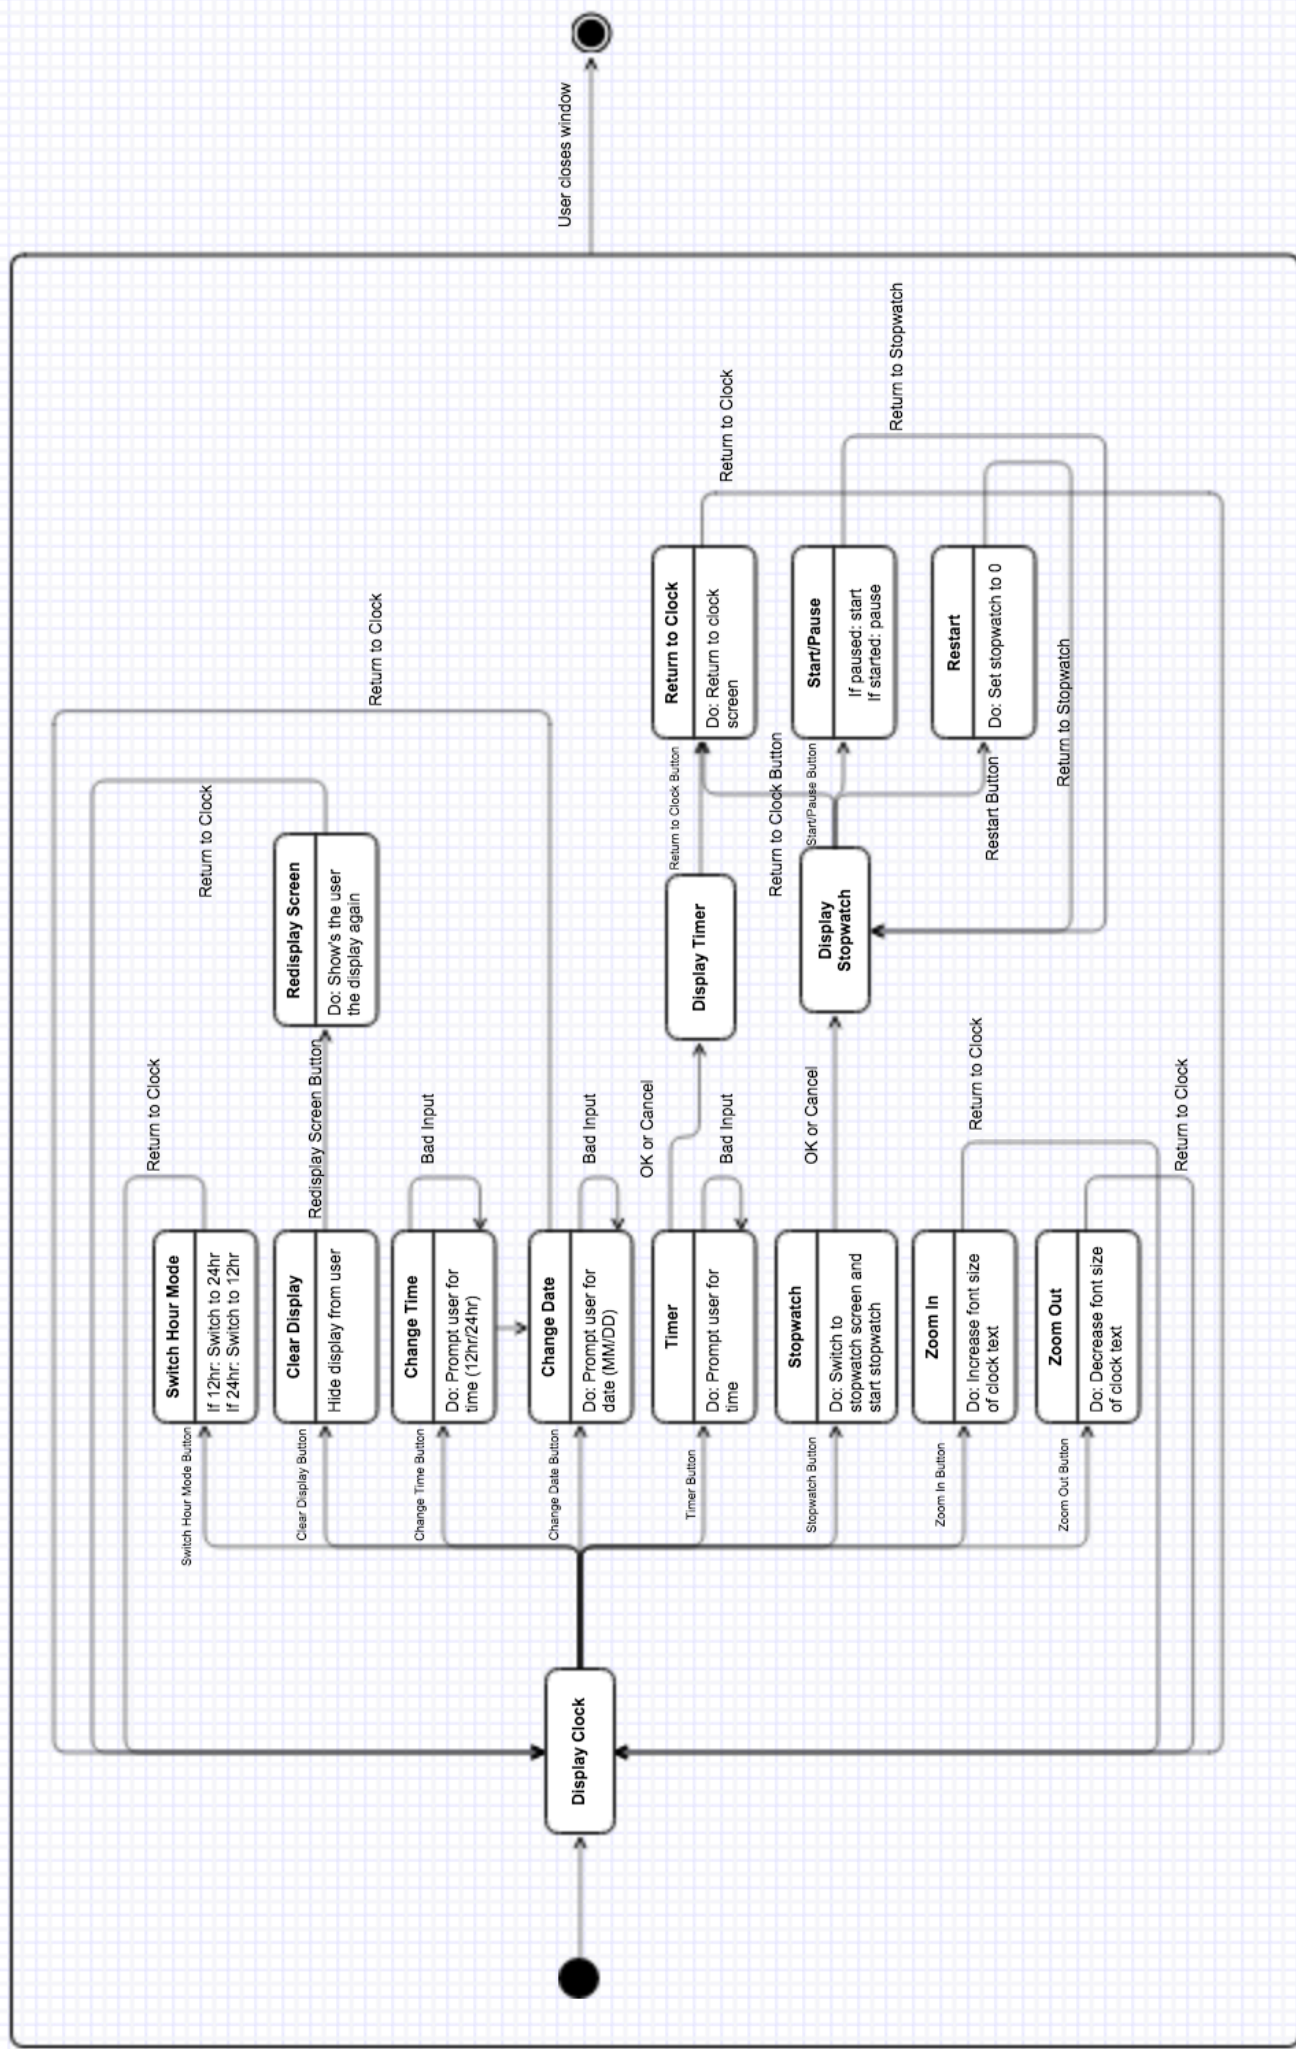 Display Clock
Switch Hour Mode Button
Clear Display Button
Change Time Button
Change Date Button
Timer Button
Stopwatch Button
Zoom In Button
Zoom Out Button
Switch Hour Mode
If 12hr: Switch to 24hr
If 24hr: Switch to 12hr
Return to Clock
Clear Display
Hide display from user
Redisplay Screen Button
Redisplay Screen
Do: Show's the user
the display again
Return to Clock
Change Time
Do: Prompt user for
time (12hr/24hr)
Bad Input
Change Date
Do: Prompt user for
date (MM/DD)
Bad Input
Return to Clock
Timer
Do: Prompt user for
time
OK or Cancel
Bad Input
Display Timer
Return to Clock Button
Return to Clock
Do: Return to clock
screen
Return to Clock
Stopwatch
Do: Switch to
stopwatch screen and
start stopwatch
OK or Cancel
Display
Stopwatch
Return to Clock Button
Start/Pause Button
Restart Button
Start/Pause
If paused: start
If started: pause
Return to Stopwatch
Restart
Do: Set stopwatch to 0
Return to Stopwatch
Zoom In
Do: Increase font size
of clock text
Return to Clock
Zoom Out
Do: Decrease font size
of clock text
Return to Clock
User closes window